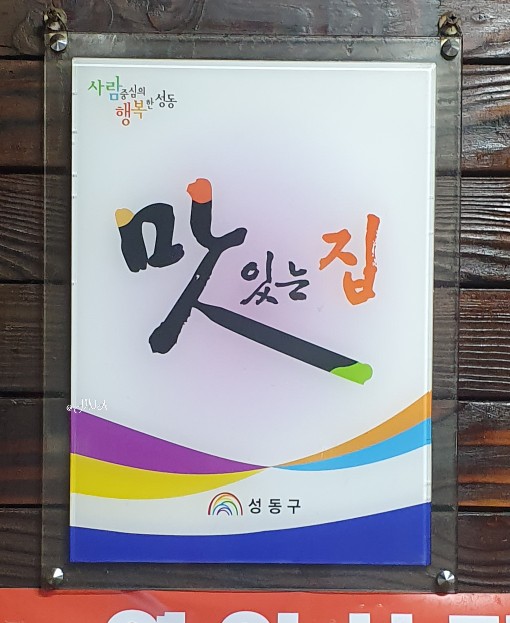 사람중심의
행복한 성동
맛있는 집
성동구